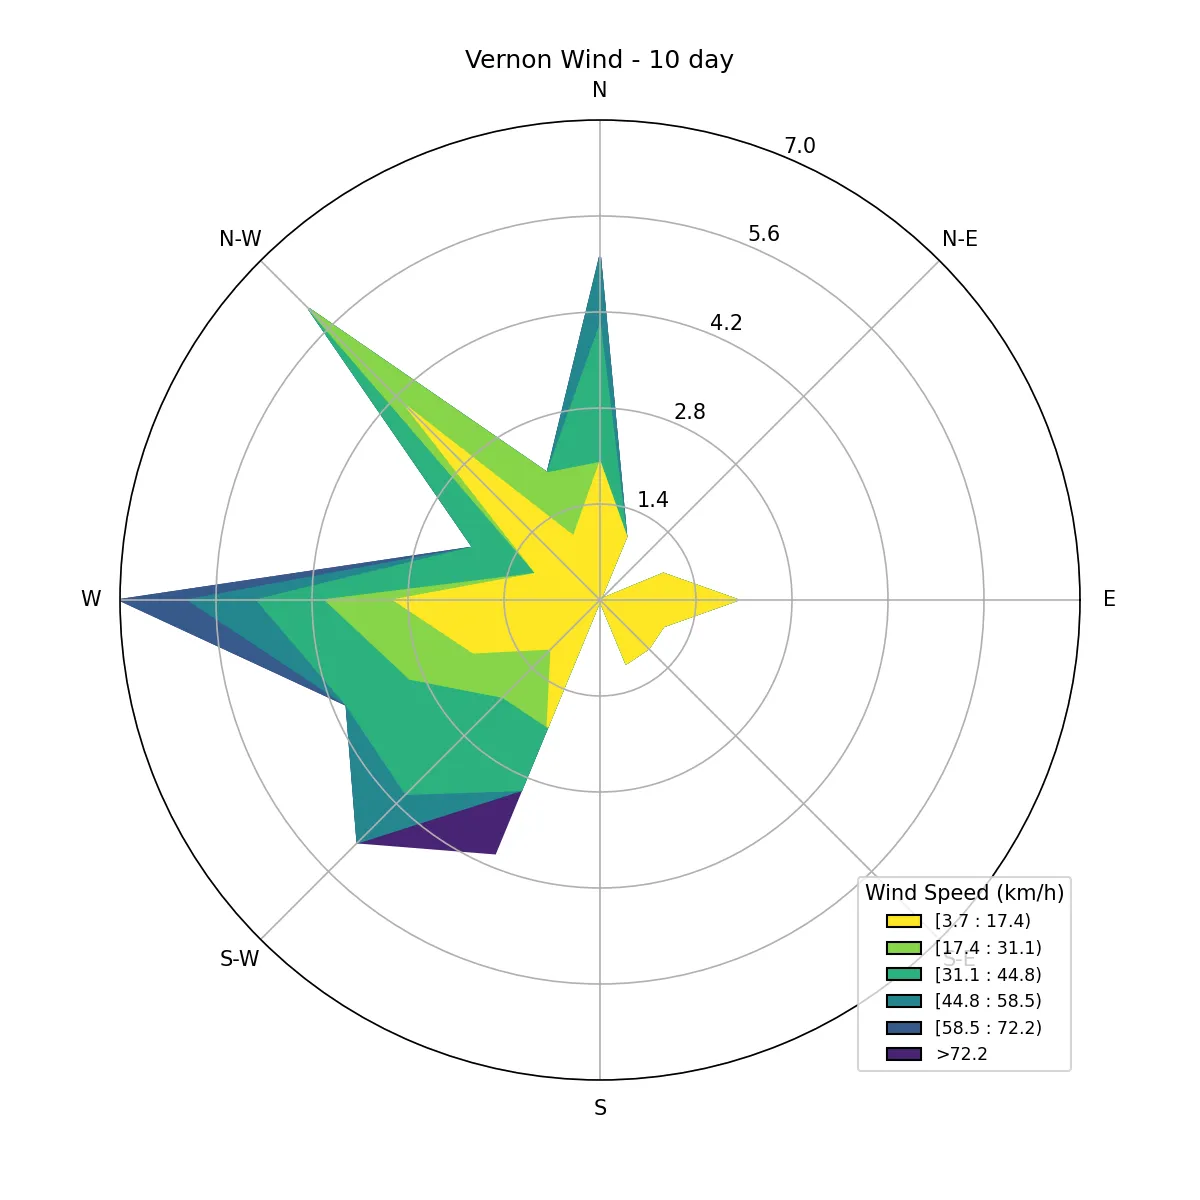 Vernon Wind - 10 day
N
7.0
N-W
5.6
N-E
4.2
2.8
1.4
W
E
S-W
S-E
S
Wind Speed (km/h)
[3.7 : 17.4)
[17.4 : 31.1)
[31.1 : 44.8)
[44.8 : 58.5)
[58.5 : 72.2)
>72.2